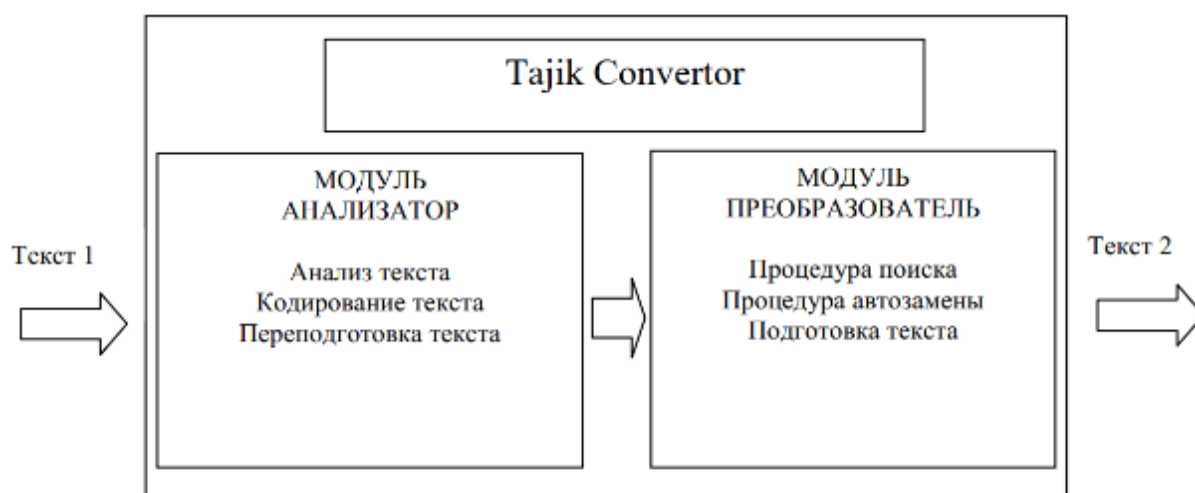 Tajik Convertor
МОДУЛЬ
АНАЛИЗАТОР
Анализ текста
Кодирование текста
Переподготовка текста
МОДУЛЬ
ПРЕОБРАЗОВАТЕЛЬ
Процедура поиска
Процедура автозамены
Подготовка текста
Текст 1
Текст 2